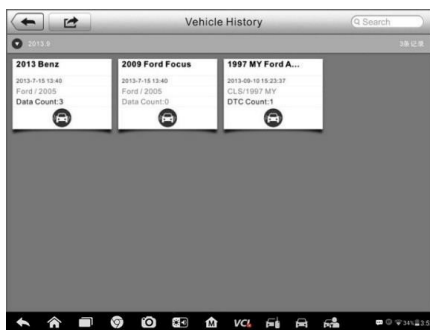 Vehicle History
Search
2013.9
3条记录
2013 Benz
2013-7-15 13:40
Ford / 2005
Data Count:3
2009 Ford Focus
2013-7-15 13:40
Ford / 2005
Data Count:0
1997 MY Ford A...
2013-09-10 15:23:37
CLS/1997 MY
DTC Count:1
M
VCI
34%